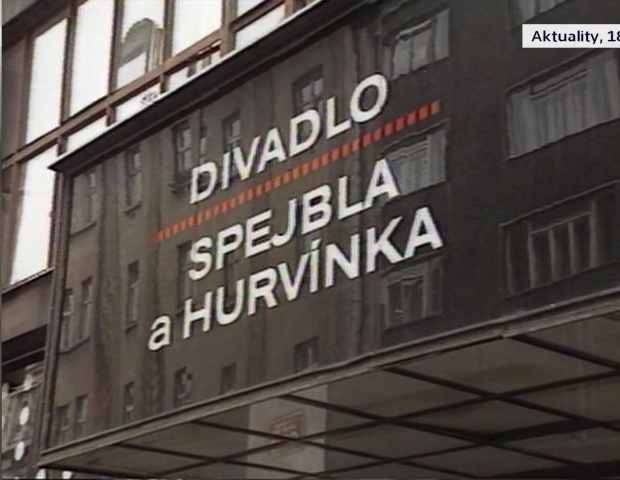 Aktuality, 18
DIVADLO
SPEJBLA
a HURVÍNKA